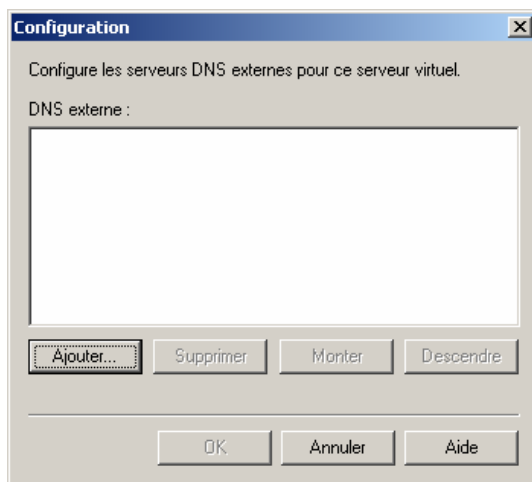 Configuration
Configure les serveurs DNS externes pour ce serveur virtuel.
DNS externe :
Ajouter... Supprimer Monter Descendre
OK Annuler Aide